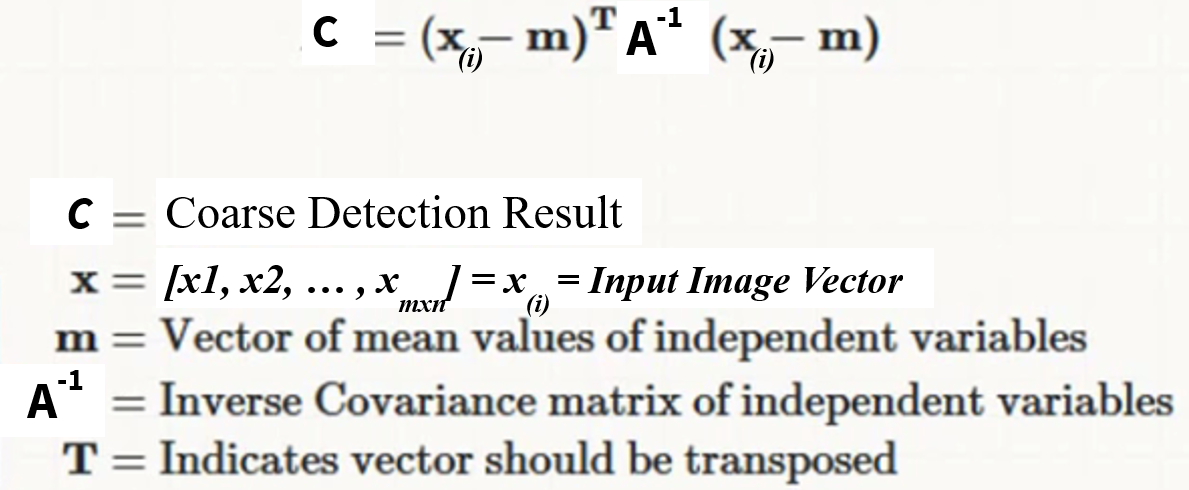 C = (x(i) − m)ᵀ A⁻¹ (x(i) − m)
C = Coarse Detection Result
x = [x1, x2, … , xmxn] = x(i) = Input Image Vector
m = Vector of mean values of independent variables
A⁻¹ = Inverse Covariance matrix of independent variables
T = Indicates vector should be transposed